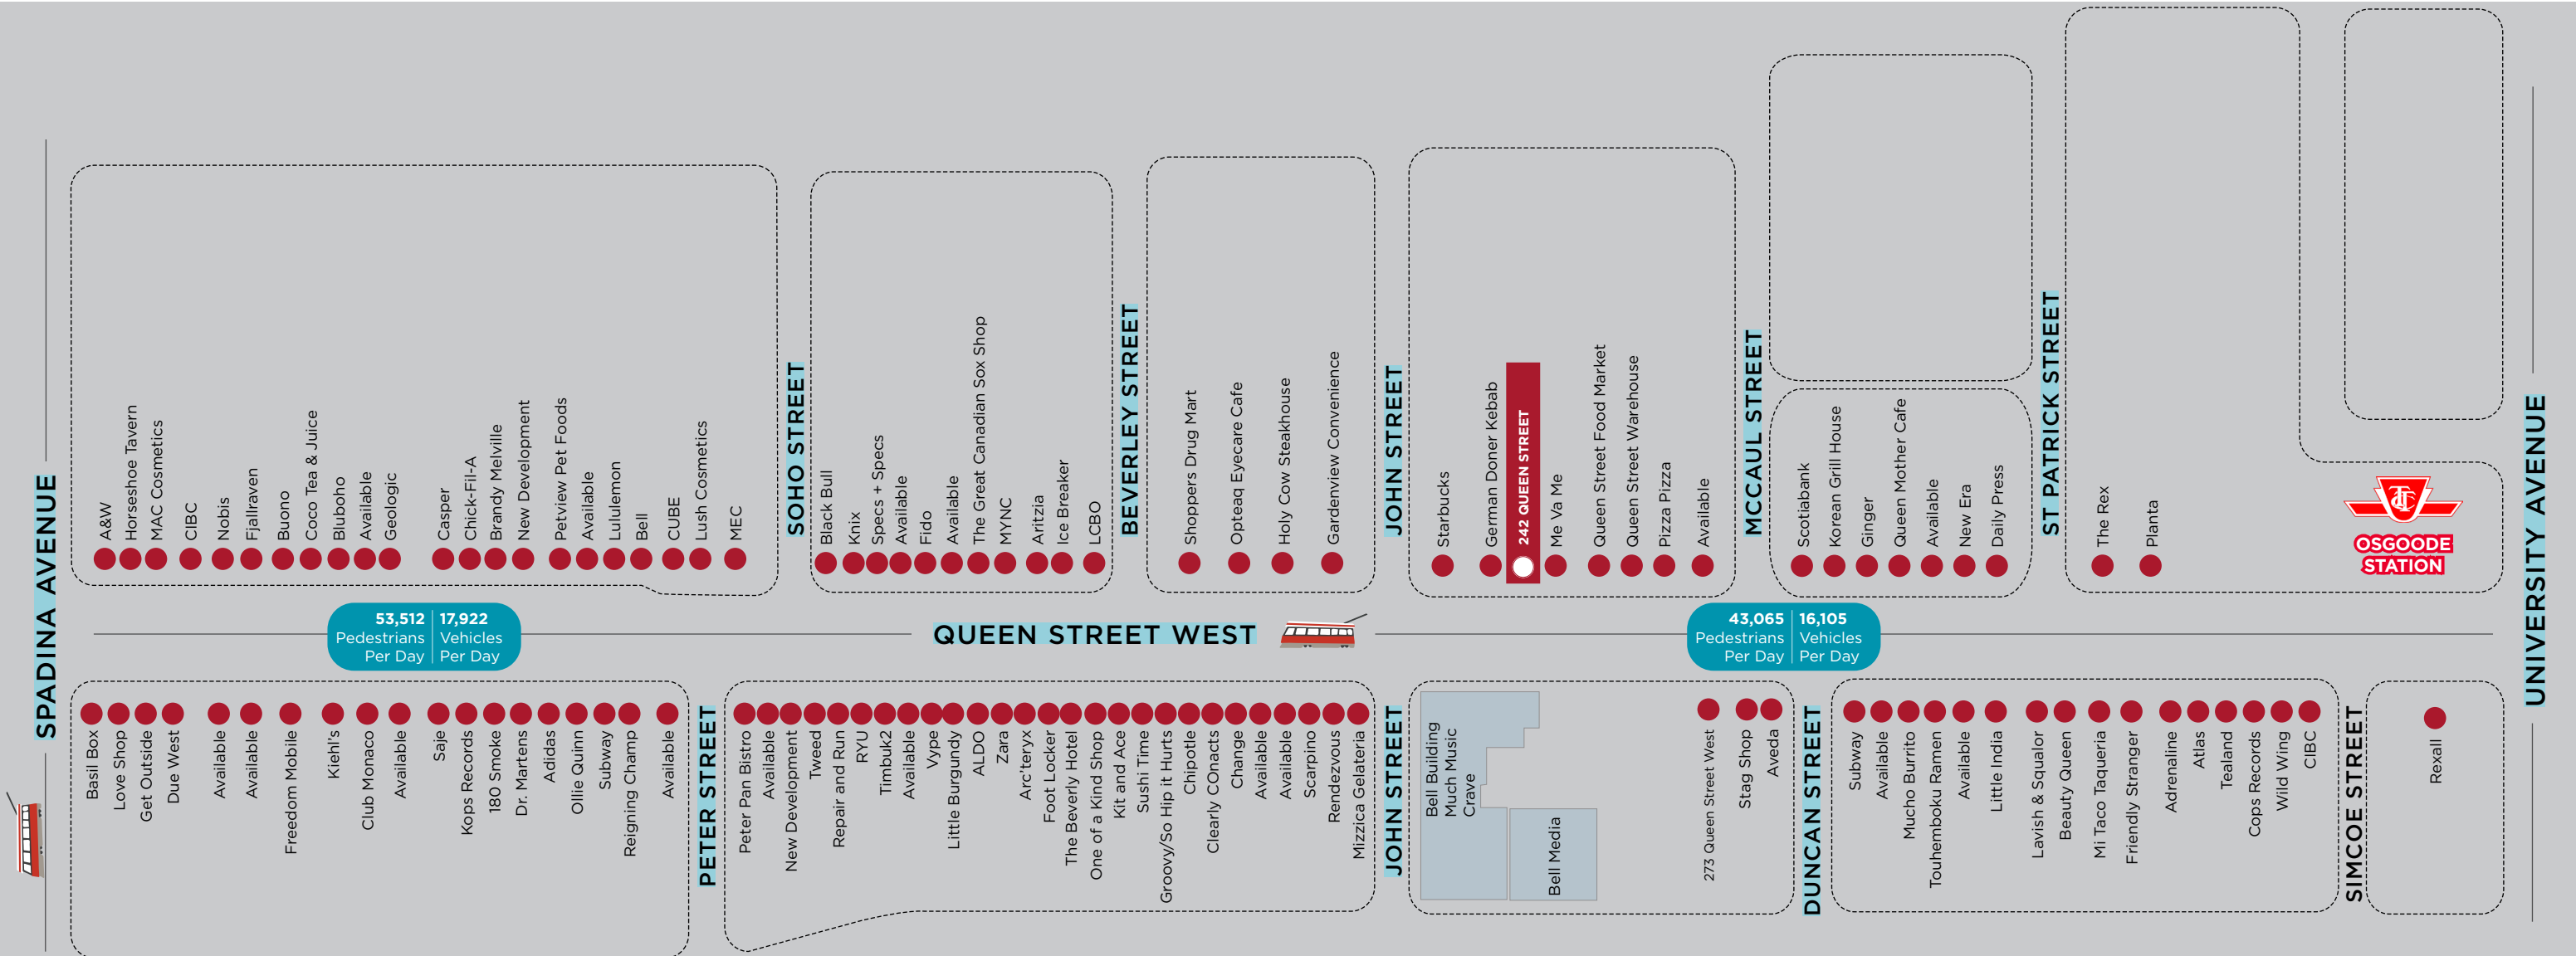 SPADINA AVENUE
A&W
Horseshoe Tavern
MAC Cosmetics
CIBC
Nobis
Fjallraven
Buono
Coco Tea & Juice
Bluboho
Available
Geologic
Casper
Chick-Fil-A
Brandy Melville
New Development
Petview Pet Foods
Available
Lululemon
Bell
CUBE
Lush Cosmetics
MEC
SOHO STREET
Black Bull
Knix
Specs + Specs
Available
Fido
Available
The Great Canadian Sox Shop
MYNC
Aritzia
Ice Breaker
LCBO
BEVERLEY STREET
Shoppers Drug Mart
Opteaq Eyecare Cafe
Holy Cow Steakhouse
Gardenview Convenience
JOHN STREET
Starbucks
German Doner Kebab
242 QUEEN STREET
Me Va Me
Queen Street Food Market
Queen Street Warehouse
Pizza Pizza
Available
MCCAUL STREET
Scotiabank
Korean Grill House
Ginger
Queen Mother Cafe
Available
New Era
Daily Press
ST PATRICK STREET
The Rex
Planta
TTC
OSGOODE
STATION
UNIVERSITY AVENUE
53,512
Pedestrians
Per Day
17,922
Vehicles
Per Day
QUEEN STREET WEST
43,065
Pedestrians
Per Day
16,105
Vehicles
Per Day
Basil Box
Love Shop
Get Outside
Due West
Available
Available
Freedom Mobile
Kiehl's
Club Monaco
Available
Saje
Kops Records
180 Smoke
Dr. Martens
Adidas
Ollie Quinn
Subway
Reigning Champ
Available
PETER STREET
Peter Pan Bistro
Available
New Development
Tweed
Repair and Run
RYU
Timbuk2
Available
Vype
Little Burgundy
ALDO
Zara
Arc'teryx
Foot Locker
The Beverly Hotel
One of a Kind Shop
Kit and Ace
Sushi Time
Groovy/So Hip it Hurts
Chipotle
Clearly COnacts
Change
Available
Available
Scarpino
Rendezvous
Mizzica Gelateria
JOHN STREET
Bell Building
Much Music
Crave
Bell Media
273 Queen Street West
Stag Shop
Aveda
DUNCAN STREET
Subway
Available
Mucho Burrito
Touhemboku Ramen
Available
Little India
Lavish & Squalor
Beauty Queen
Mi Taco Taqueria
Friendly Stranger
Adrenaline
Atlas
Tealand
Cops Records
Wild Wing
CIBC
SIMCOE STREET
Rexall